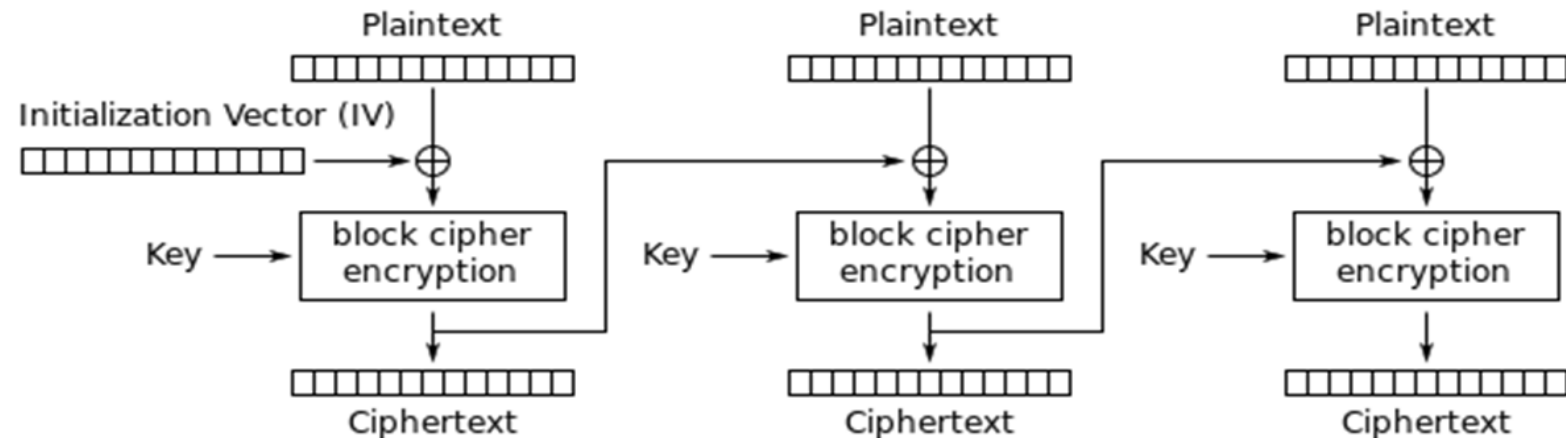 Plaintext
Plaintext
Plaintext
Initialization Vector (IV)
Key
block cipher
encryption
Key
block cipher
encryption
Key
block cipher
encryption
Ciphertext
Ciphertext
Ciphertext